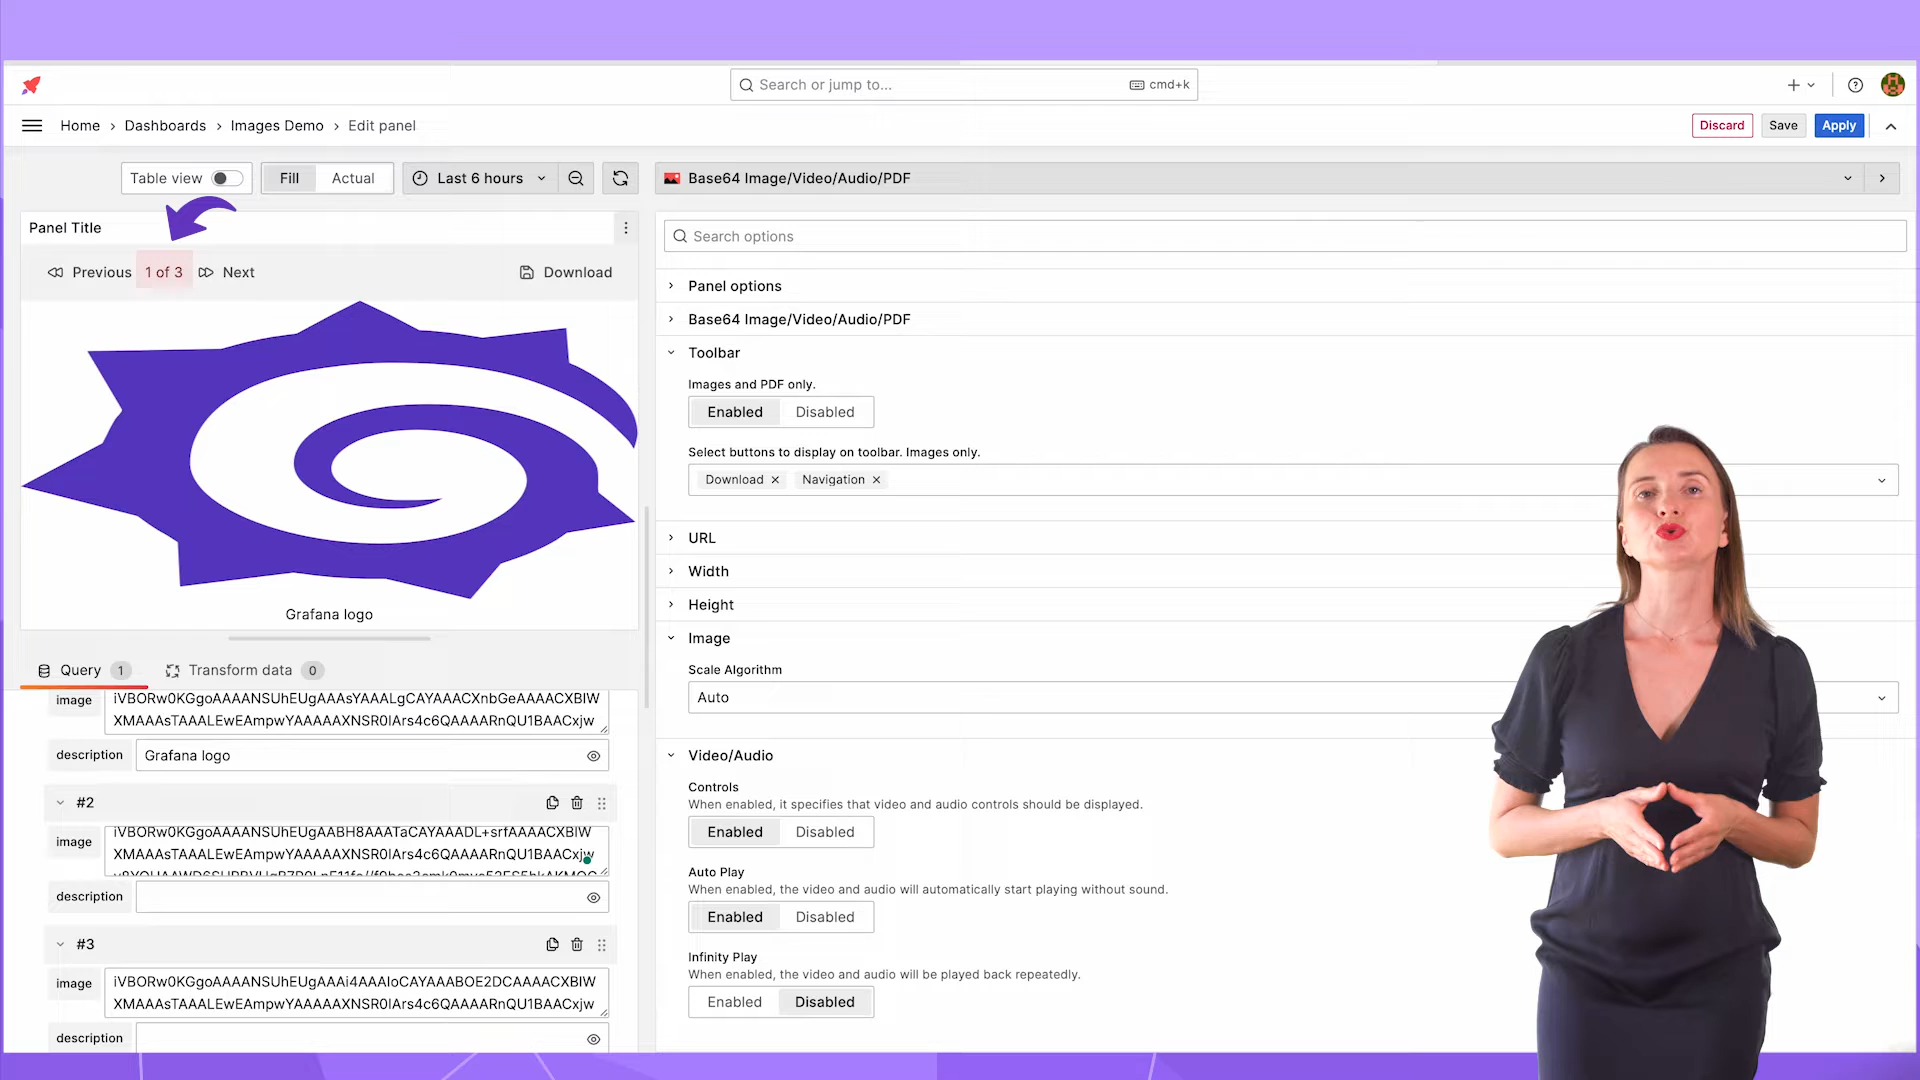 Search or jump to...
cmd+k
Home
Dashboards
Images Demo
Edit panel
Discard
Save
Apply
Table view
Fill
Actual
Last 6 hours
Base64 Image/Video/Audio/PDF
Panel Title
Search options
Previous
1 of 3
Next
Download
Grafana logo
Query 1
Transform data 0
image
iVBORw0KGgoAAAANSUhEUgAAAsYAAALgCAYAAACXnbGeAAAACXBIW
XMAAAsTAAALEwEAmpwYAAAAAXNSR0IArs4c6QAAAARnQU1BAACxjw
description
Grafana logo
#2
image
iVBORw0KGgoAAAANSUhEUgAABH8AAATaCAYAAADL+srfAAAACXBIW
XMAAAsTAAALEwEAmpwYAAAAAXNSR0IArs4c6QAAAARnQU1BAACxjw
description
#3
image
iVBORw0KGgoAAAANSUhEUgAAAi4AAAIoCAYAAABOE2DCAAAACXBIW
XMAAAsTAAALEwEAmpwYAAAAAXNSR0IArs4c6QAAAARnQU1BAACxjw
description
Panel options
Base64 Image/Video/Audio/PDF
Toolbar
Images and PDF only.
Enabled
Disabled
Select buttons to display on toolbar. Images only.
Download
Navigation
URL
Width
Height
Image
Scale Algorithm
Auto
Video/Audio
Controls
When enabled, it specifies that video and audio controls should be displayed.
Enabled
Disabled
Auto Play
When enabled, the video and audio will automatically start playing without sound.
Enabled
Disabled
Infinity Play
When enabled, the video and audio will be played back repeatedly.
Enabled
Disabled